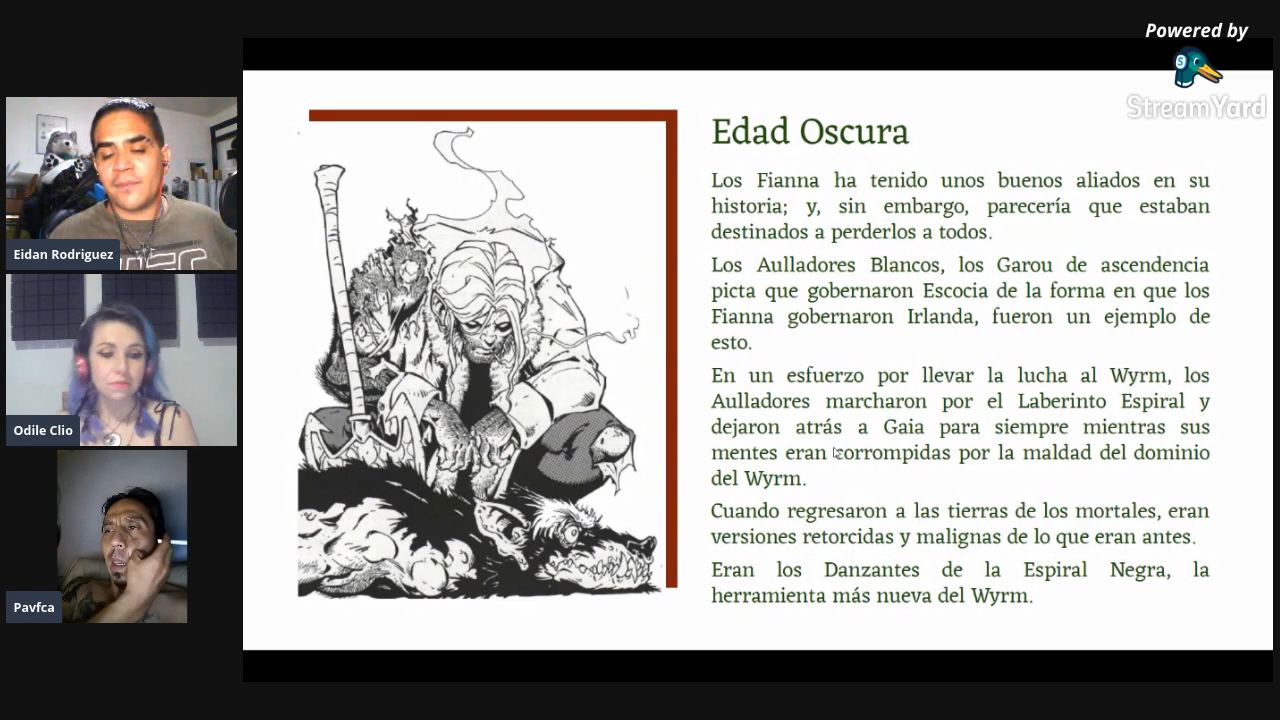 Powered by
StreamYard
Eidan Rodriguez
Odile Clio
Pavfca
Edad Oscura
Los Fianna ha tenido unos buenos aliados en su
historia; y, sin embargo, parecería que estaban
destinados a perderlos a todos.
Los Aulladores Blancos, los Garou de ascendencia
picta que gobernaron Escocia de la forma en que los
Fianna gobernaron Irlanda, fueron un ejemplo de
esto.
En un esfuerzo por llevar la lucha al Wyrm, los
Aulladores marcharon por el Laberinto Espiral y
dejaron atrás a Gaia para siempre mientras sus
mentes eran corrompidas por la maldad del dominio
del Wyrm.
Cuando regresaron a las tierras de los mortales, eran
versiones retorcidas y malignas de lo que eran antes.
Eran los Danzantes de la Espiral Negra, la
herramienta más nueva del Wyrm.